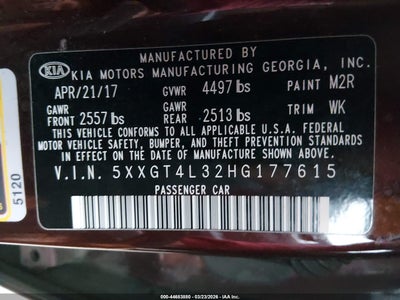 MANUFACTURED BY
KIA KIA MOTORS MANUFACTURING GEORGIA, INC.
APR/21/17 GVWR 4497 lbs PAINT M2R
GAWR GAWR
FRONT 2557 lbs REAR 2513 lbs TRIM WK
THIS VEHICLE CONFORMS TO ALL APPLICABLE U.S.A. FEDERAL
MOTOR VEHICLE SAFETY, BUMPER, AND THEFT PREVENTION
STANDARDS IN EFFECT ON THE DATE OF MANUFACTURE SHOWN ABOVE.
V.I.N. 5XXGT4L32HG177615
PASSENGER CAR
5120
000-44603080 - 03/23/2026 - IAA Inc.